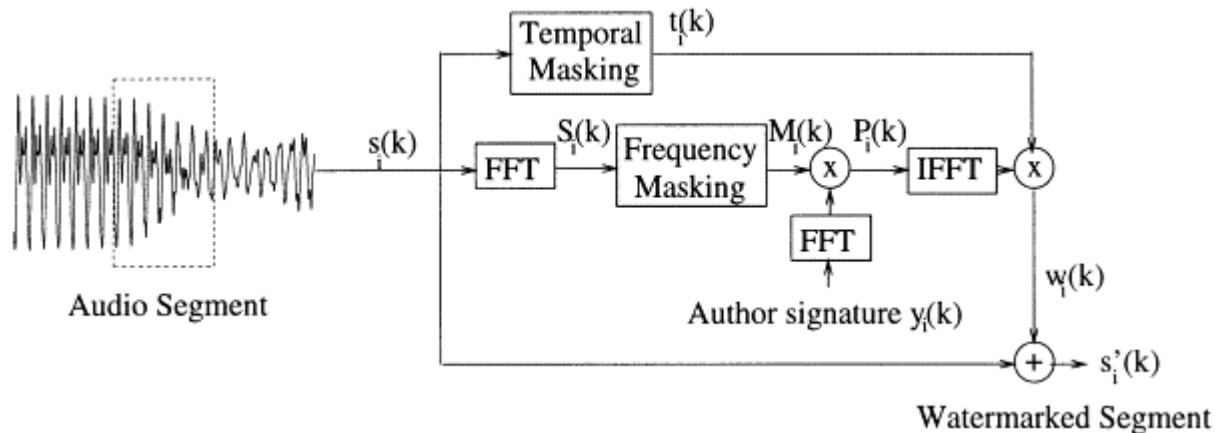 t_i(k)
Temporal
Masking
s_i(k)
FFT
S_i(k)
Frequency
Masking
M_i(k)
x
P_i(k)
IFFT
x
FFT
w_i(k)
Audio Segment
Author signature y_i(k)
+
s_i'(k)
Watermarked Segment